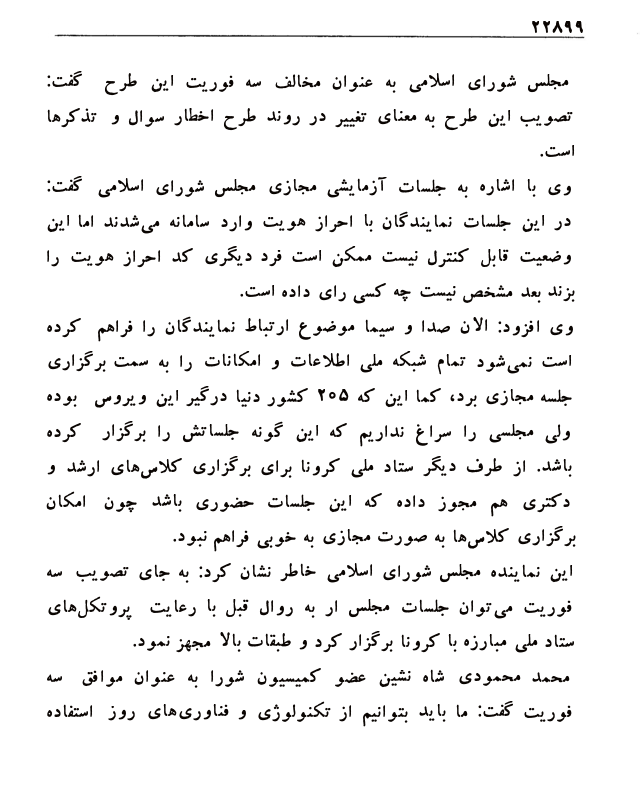 ۲۲۸۹۹
مجلس شورای اسلامی به عنوان مخالف سه فوریت این طرح گفت:
تصویب این طرح به معنای تغییر در روند طرح اخطار سوال و تذکرها
است.
وی با اشاره به جلسات آزمایشی مجازی مجلس شورای اسلامی گفت:
در این جلسات نمایندگان با احراز هویت وارد سامانه می‌شدند اما این
وضعیت قابل کنترل نیست ممکن است فرد دیگری کد احراز هویت را
بزند بعد مشخص نیست چه کسی رای داده است.
وی افزود: الان صدا و سیما موضوع ارتباط نمایندگان را فراهم کرده
است نمی‌شود تمام شبکه ملی اطلاعات و امکانات را به سمت برگزاری
جلسه مجازی برد، کما این که ۲۰۵ کشور دنیا درگیر این ویروس بوده
ولی مجلسی را سراغ نداریم که این گونه جلساتش را برگزار کرده
باشد. از طرف دیگر ستاد ملی کرونا برای برگزاری کلاس‌های ارشد و
دکتری هم مجوز داده که این جلسات حضوری باشد چون امکان
برگزاری کلاس‌ها به صورت مجازی به خوبی فراهم نبود.
این نماینده مجلس شورای اسلامی خاطر نشان کرد: به جای تصویب سه
فوریت می‌توان جلسات مجلس ار به روال قبل با رعایت پروتکل‌های
ستاد ملی مبارزه با کرونا برگزار کرد و طبقات بالا مجهز نمود.
محمد محمودی شاه نشین عضو کمیسیون شورا به عنوان موافق سه
فوریت گفت: ما باید بتوانیم از تکنولوژی و فناوری‌های روز استفاده